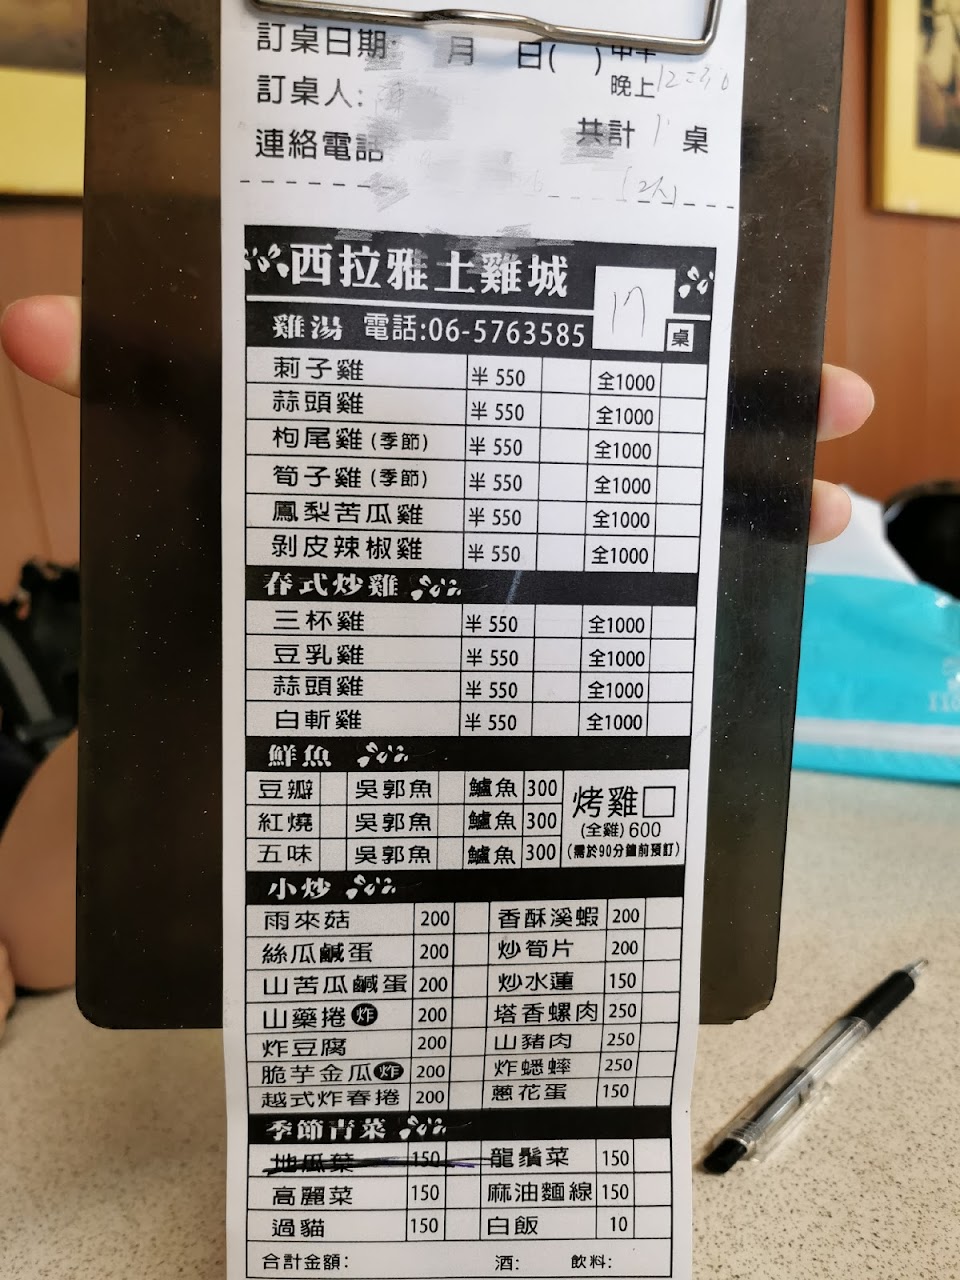 訂桌日期 月 日( ) 中午
晚上 12:30
訂桌人:
共計 1 桌
連絡電話
(2人)
西拉雅土雞城
17
雞湯 電話:06-5763585 桌
刺子雞 半 550 全1000
蒜頭雞 半 550 全1000
枸尾雞(季節) 半 550 全1000
筍子雞(季節) 半 550 全1000
鳳梨苦瓜雞 半 550 全1000
剝皮辣椒雞 半 550 全1000
春式炒雞
三杯雞 半 550 全1000
豆乳雞 半 550 全1000
蒜頭雞 半 550 全1000
白斬雞 半 550 全1000
鮮魚
豆瓣 吳郭魚 鱸魚 300
紅燒 吳郭魚 鱸魚 300
五味 吳郭魚 鱸魚 300
烤雞□
(全雞)600
(需於90分鐘前預訂)
小炒
雨來菇 200 香酥溪蝦 200
絲瓜鹹蛋 200 炒筍片 200
山苦瓜鹹蛋 200 炒水蓮 150
山藥捲炸 200 塔香螺肉 250
炸豆腐 200 山豬肉 250
脆芋金瓜炸 200 炸蟋蟀 250
越式炸春捲 200 蔥花蛋 150
季節青菜
地瓜葉 150 龍鬚菜 150
高麗菜 150 麻油麵線 150
過貓 150 白飯 10
合計金額: 酒: 飲料: